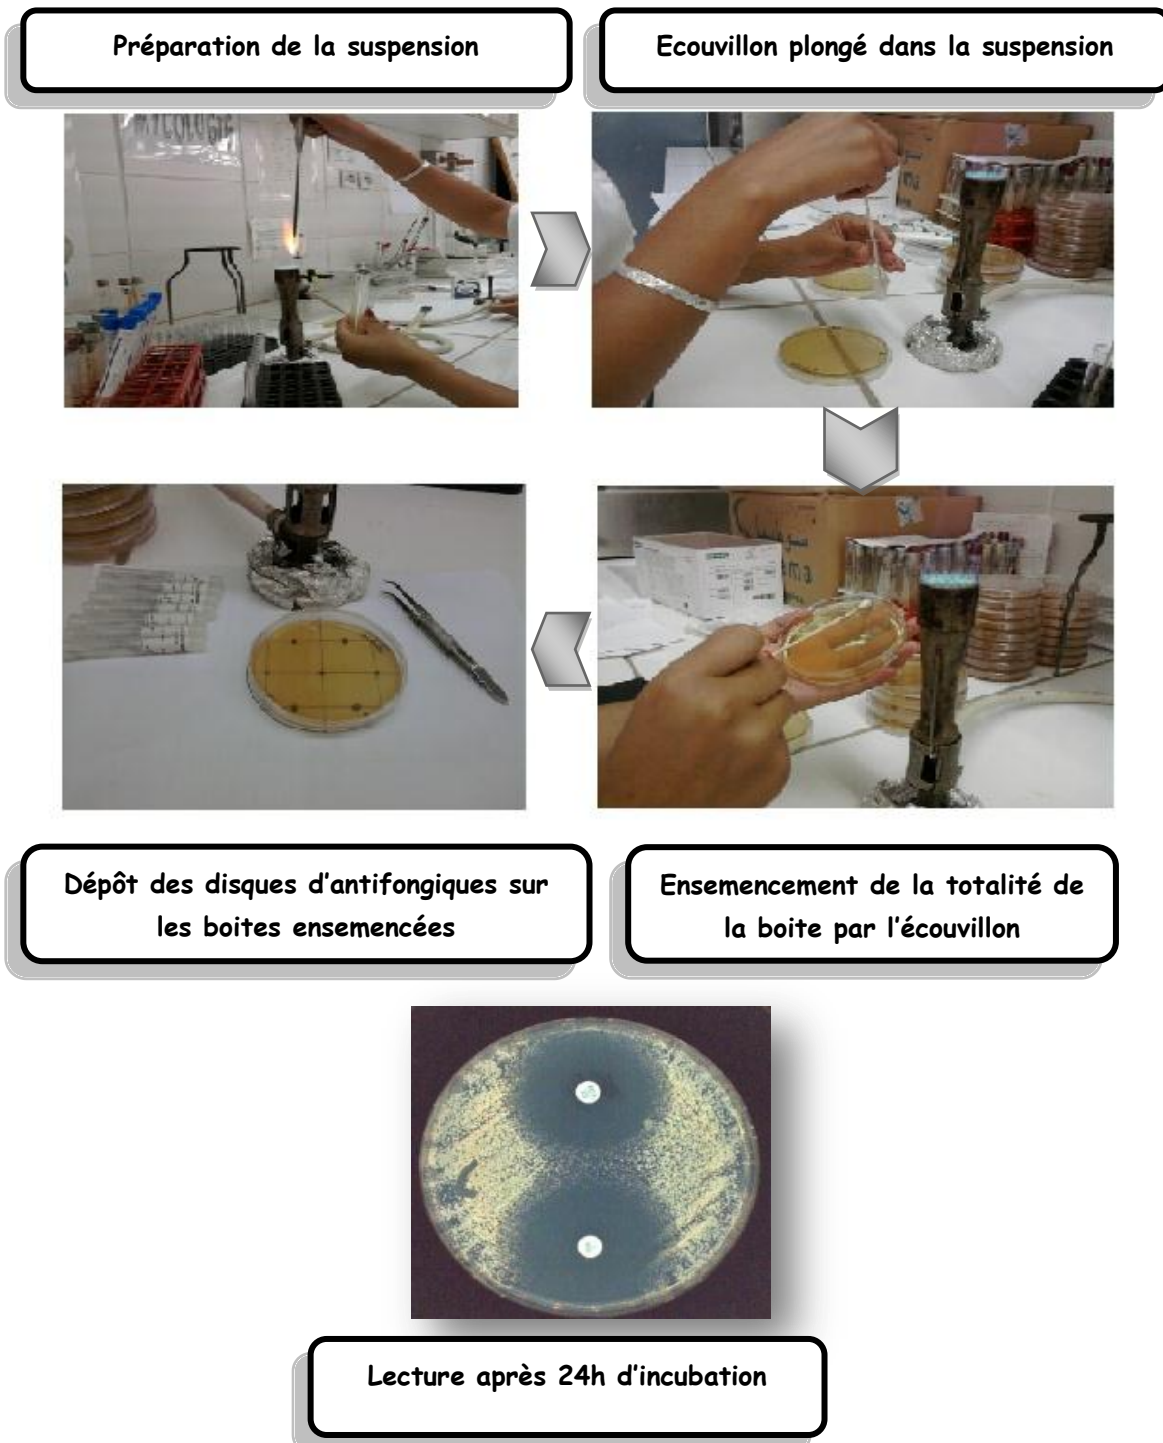 Préparation de la suspension
Ecouvillon plongé dans la suspension
MYCOLOGIE
Dépôt des disques d'antifongiques sur
les boites ensemencées
Ensemencement de la totalité de
la boite par l'écouvillon
Lecture après 24h d'incubation